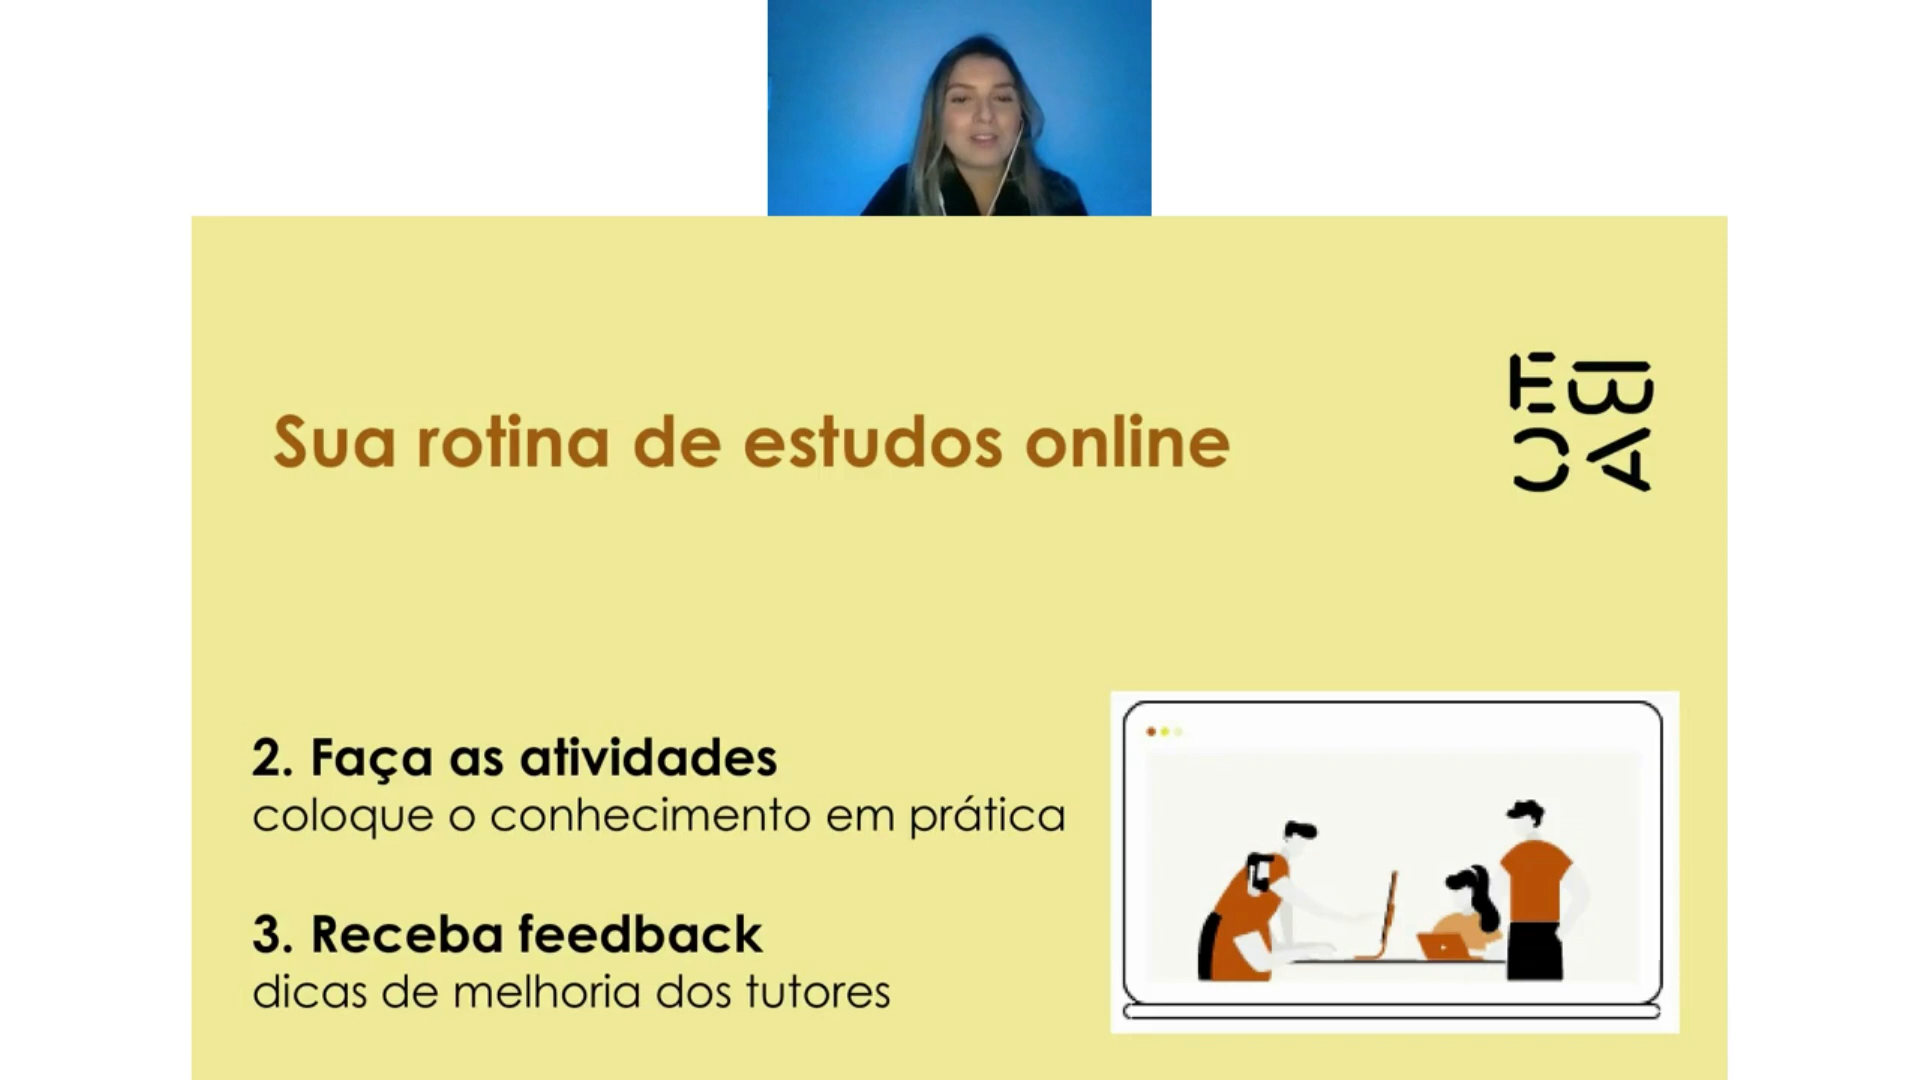 Sua rotina de estudos online
2. Faça as atividades
coloque o conhecimento em prática
3. Receba feedback
dicas de melhoria dos tutores